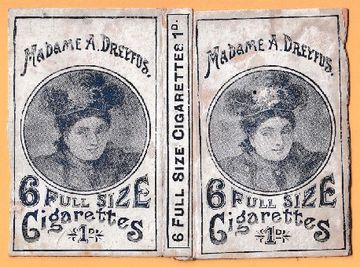 MADAME A. DREYFUS.
6 FULL SIZE
Cigarettes
1D.
6 FULL SIZE CIGARETTES 1D.
MADAME A. DREYFUS.
6 FULL SIZE
Cigarettes
1D.